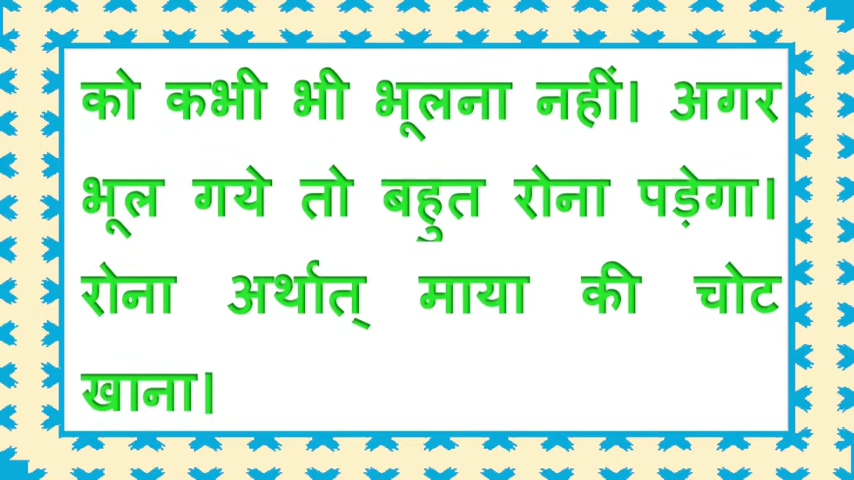 को कभी भी भूलना नहीं। अगर
भूल गये तो बहुत रोना पड़ेगा।
रोना अर्थात् माया की चोट
खाना।